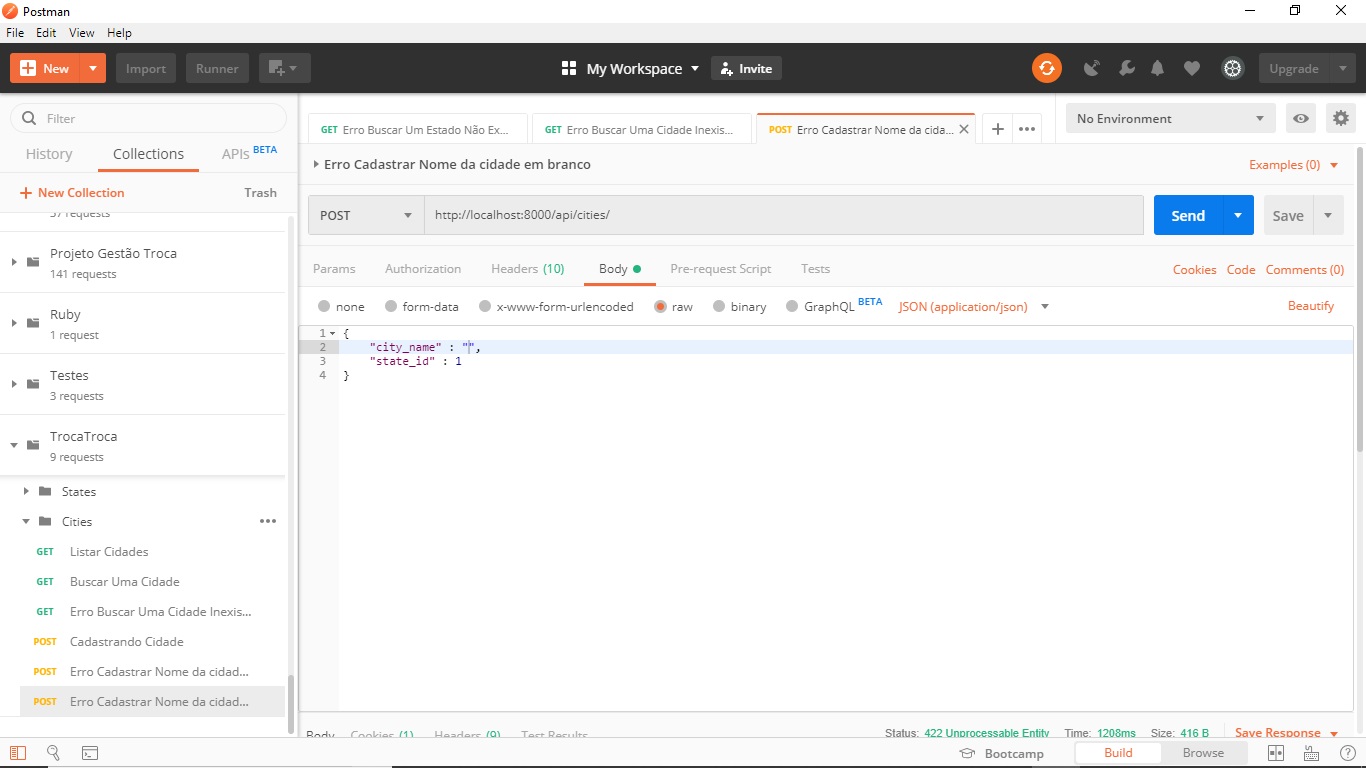 Postman
File Edit View Help
New Import Runner My Workspace Invite Upgrade
Filter
History Collections APIs BETA
New Collection Trash
37 requests
Projeto Gestão Troca
141 requests
Ruby
1 request
Testes
3 requests
TrocaTroca
9 requests
States
Cities
GET Listar Cidades
GET Buscar Uma Cidade
GET Erro Buscar Uma Cidade Inexis...
POST Cadastrando Cidade
POST Erro Cadastrar Nome da cidad...
POST Erro Cadastrar Nome da cidad...
GET Erro Buscar Um Estado Não Ex... GET Erro Buscar Uma Cidade Inexis... POST Erro Cadastrar Nome da cida... No Environment
Erro Cadastrar Nome da cidade em branco Examples (0)
POST http://localhost:8000/api/cities/ Send Save
Params Authorization Headers (10) Body Pre-request Script Tests Cookies Code Comments (0)
none form-data x-www-form-urlencoded raw binary GraphQL BETA JSON (application/json) Beautify
1 {
2 "city_name" : "",
3 "state_id" : 1
4 }
Body Cookies (1) Headers (9) Test Results Status: 422 Unprocessable Entity Time: 1208ms Size: 416 B Save Response
Bootcamp Build Browse